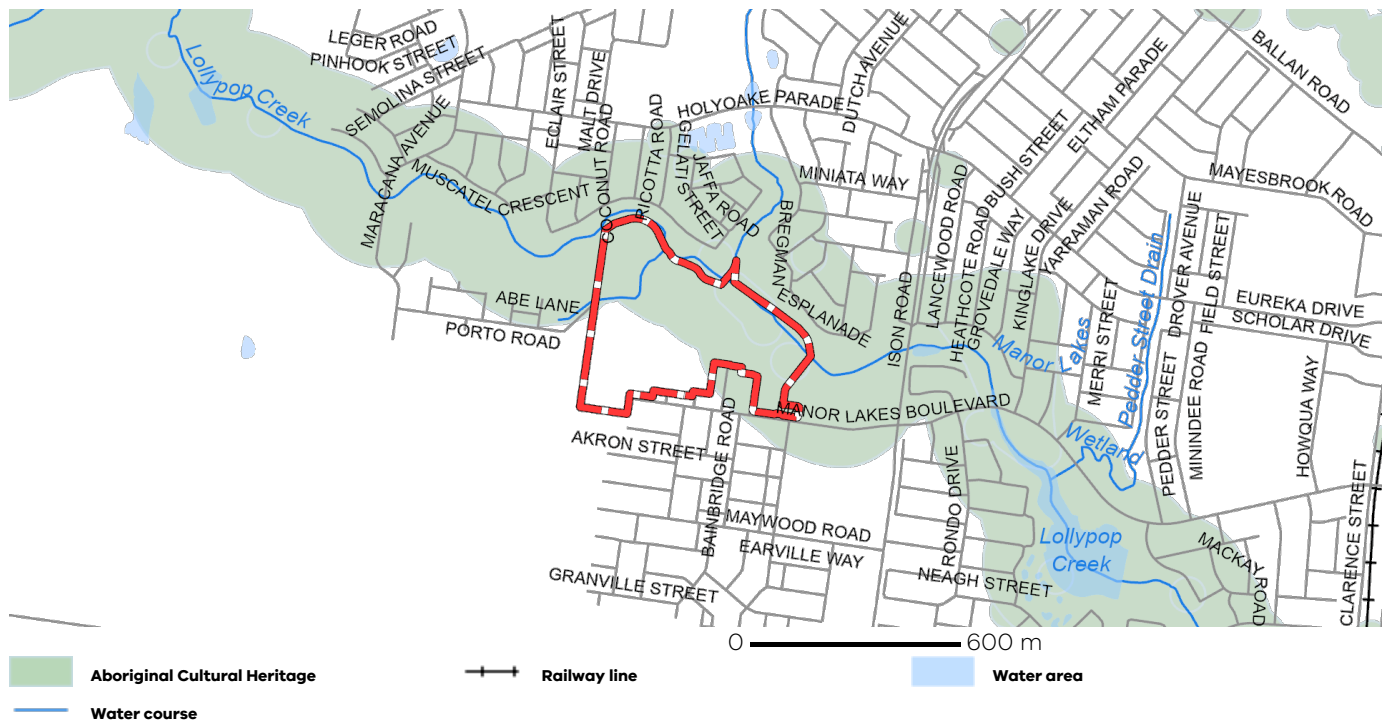 LEGER ROAD
PINHOOK STREET
SEMOLINA STREET
ECLAIR STREET
MALT DRIVE
COCONUT ROAD
RICOTTA ROAD
GELATI STREET
JAFFA ROAD
HOLYOAKE PARADE
DUTCH AVENUE
MINIATA WAY
BREGMAN
ESPLANADE
BALLAN ROAD
ELTHAM PARADE
BUSH STREET
MAYESBROOK ROAD
YARRAMAN ROAD
KINGLAKE DRIVE
GROVEDALE WAY
HEATHCOTE ROAD
LANCEWOOD ROAD
ISON ROAD
Lollypop Creek
MARACANA AVENUE
MUSCATEL CRESCENT
ABE LANE
PORTO ROAD
Pedder Street Drain
DROVER AVENUE
FIELD STREET
EUREKA DRIVE
SCHOLAR DRIVE
Manor Lakes
Wetland
MERRI STREET
PEDDER STREET
MININDEE ROAD
HOWQUA WAY
CLARENCE STREET
MANOR LAKES BOULEVARD
AKRON STREET
BAINBRIDGE ROAD
MAYWOOD ROAD
EARVILLE WAY
GRANVILLE STREET
RONDO DRIVE
NEAGH STREET
Lollypop
Creek
MACKAY ROAD
0 600 m
Aboriginal Cultural Heritage
Railway line
Water area
Water course